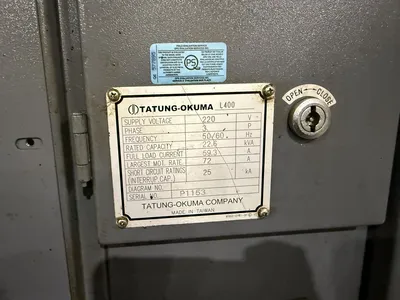 PS
TATUNG-OKUMA L400
SUPPLY VOLTAGE 220 V
PHASE 3 P
FREQUENCY 50/60 Hz
RATED CAPACITY 22.6 kVA
FULL LOAD CURRENT 59.3 A
LARGEST MOT. RATE 72 A
SHORT CIRCUIT RATINGS (INTERRUP.CAP.) 25 kA
DIAGRAM NO.
SERIAL NO. P1153
TATUNG-OKUMA COMPANY
MADE IN TAIWAN
OPEN CLOSE